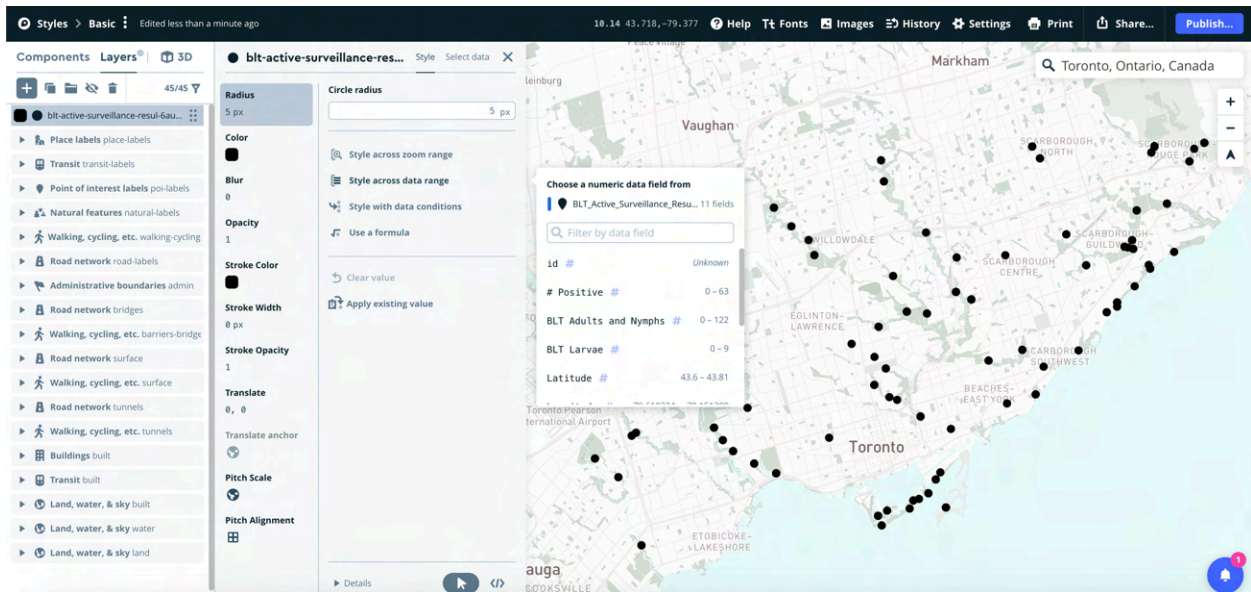 Styles > Basic
Edited less than a minute ago
10.14 43.718,-79.377
Help
Fonts
Images
History
Settings
Print
Share...
Publish...
Components
Layers
3D
45/45
blt-active-surveillance-resul-6au...
Place labels place-labels
Transit transit-labels
Point of interest labels poi-labels
Natural features natural-labels
Walking, cycling, etc. walking-cycling
Road network road-labels
Administrative boundaries admin
Road network bridges
Walking, cycling, etc. barriers-bridge
Road network surface
Walking, cycling, etc. surface
Road network tunnels
Walking, cycling, etc. tunnels
Buildings built
Transit built
Land, water, & sky built
Land, water, & sky water
Land, water, & sky land
blt-active-surveillance-res...
Style
Select data
Radius
5 px
Color
Blur
0
Opacity
1
Stroke Color
Stroke Width
0 px
Stroke Opacity
1
Translate
0, 0
Translate anchor
Pitch Scale
Pitch Alignment
Circle radius
5 px
Style across zoom range
Style across data range
Style with data conditions
Use a formula
Clear value
Apply existing value
Details
</>
Choose a numeric data field from
BLT_Active_Surveillance_Resu... 11 fields
Filter by data field
id # Unknown
# Positive # 0 – 63
BLT Adults and Nymphs # 0 – 122
BLT Larvae # 0 – 9
Latitude # 43.6 – 43.81
Toronto, Ontario, Canada
+
−
Markham
Vaughan
SCARBOROUGH
NORTH
WILLOWDALE
SCARBOROUGH
CENTRE
SCARBOROUGH-
GUILDWOOD
EGLINTON-
LAWRENCE
SCARBOROUGH
SOUTHWEST
BEACHES-
EAST YORK
Toronto Pearson
ternational Airport
Toronto
ETOBICOKE-
LAKESHORE
auga
COOKSVILLE
1